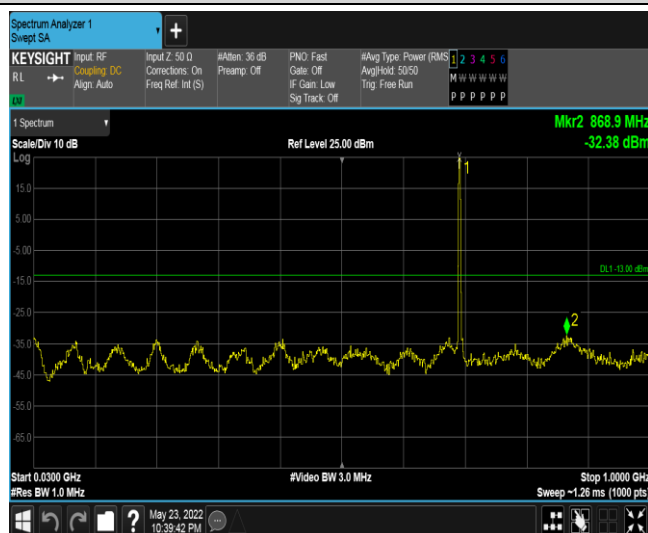 Spectrum Analyzer 1
Swept SA
+
KEYSIGHT Input: RF Input Z: 50 Ω #Atten: 36 dB PNO: Fast #Avg Type: Power (RMS 1 2 3 4 5 6
RL Coupling: DC Corrections: On Preamp: Off Gate: Off Avg|Hold: 50/50 M W W W W W
Align: Auto Freq Ref: Int (S) IF Gain: Low Trig: Free Run
Sig Track: Off P P P P P P
LXI
1 Spectrum Mkr2 868.9 MHz
Scale/Div 10 dB Ref Level 25.00 dBm -32.38 dBm
Log
1
15.0
5.00
-5.00
DL1 -13.00 dBm
-15.0
-25.0
2
-35.0
-45.0
-55.0
-65.0
Start 0.0300 GHz #Video BW 3.0 MHz Stop 1.0000 GHz
#Res BW 1.0 MHz Sweep ~1.26 ms (1000 pts)
? May 23, 2022
10:39:42 PM